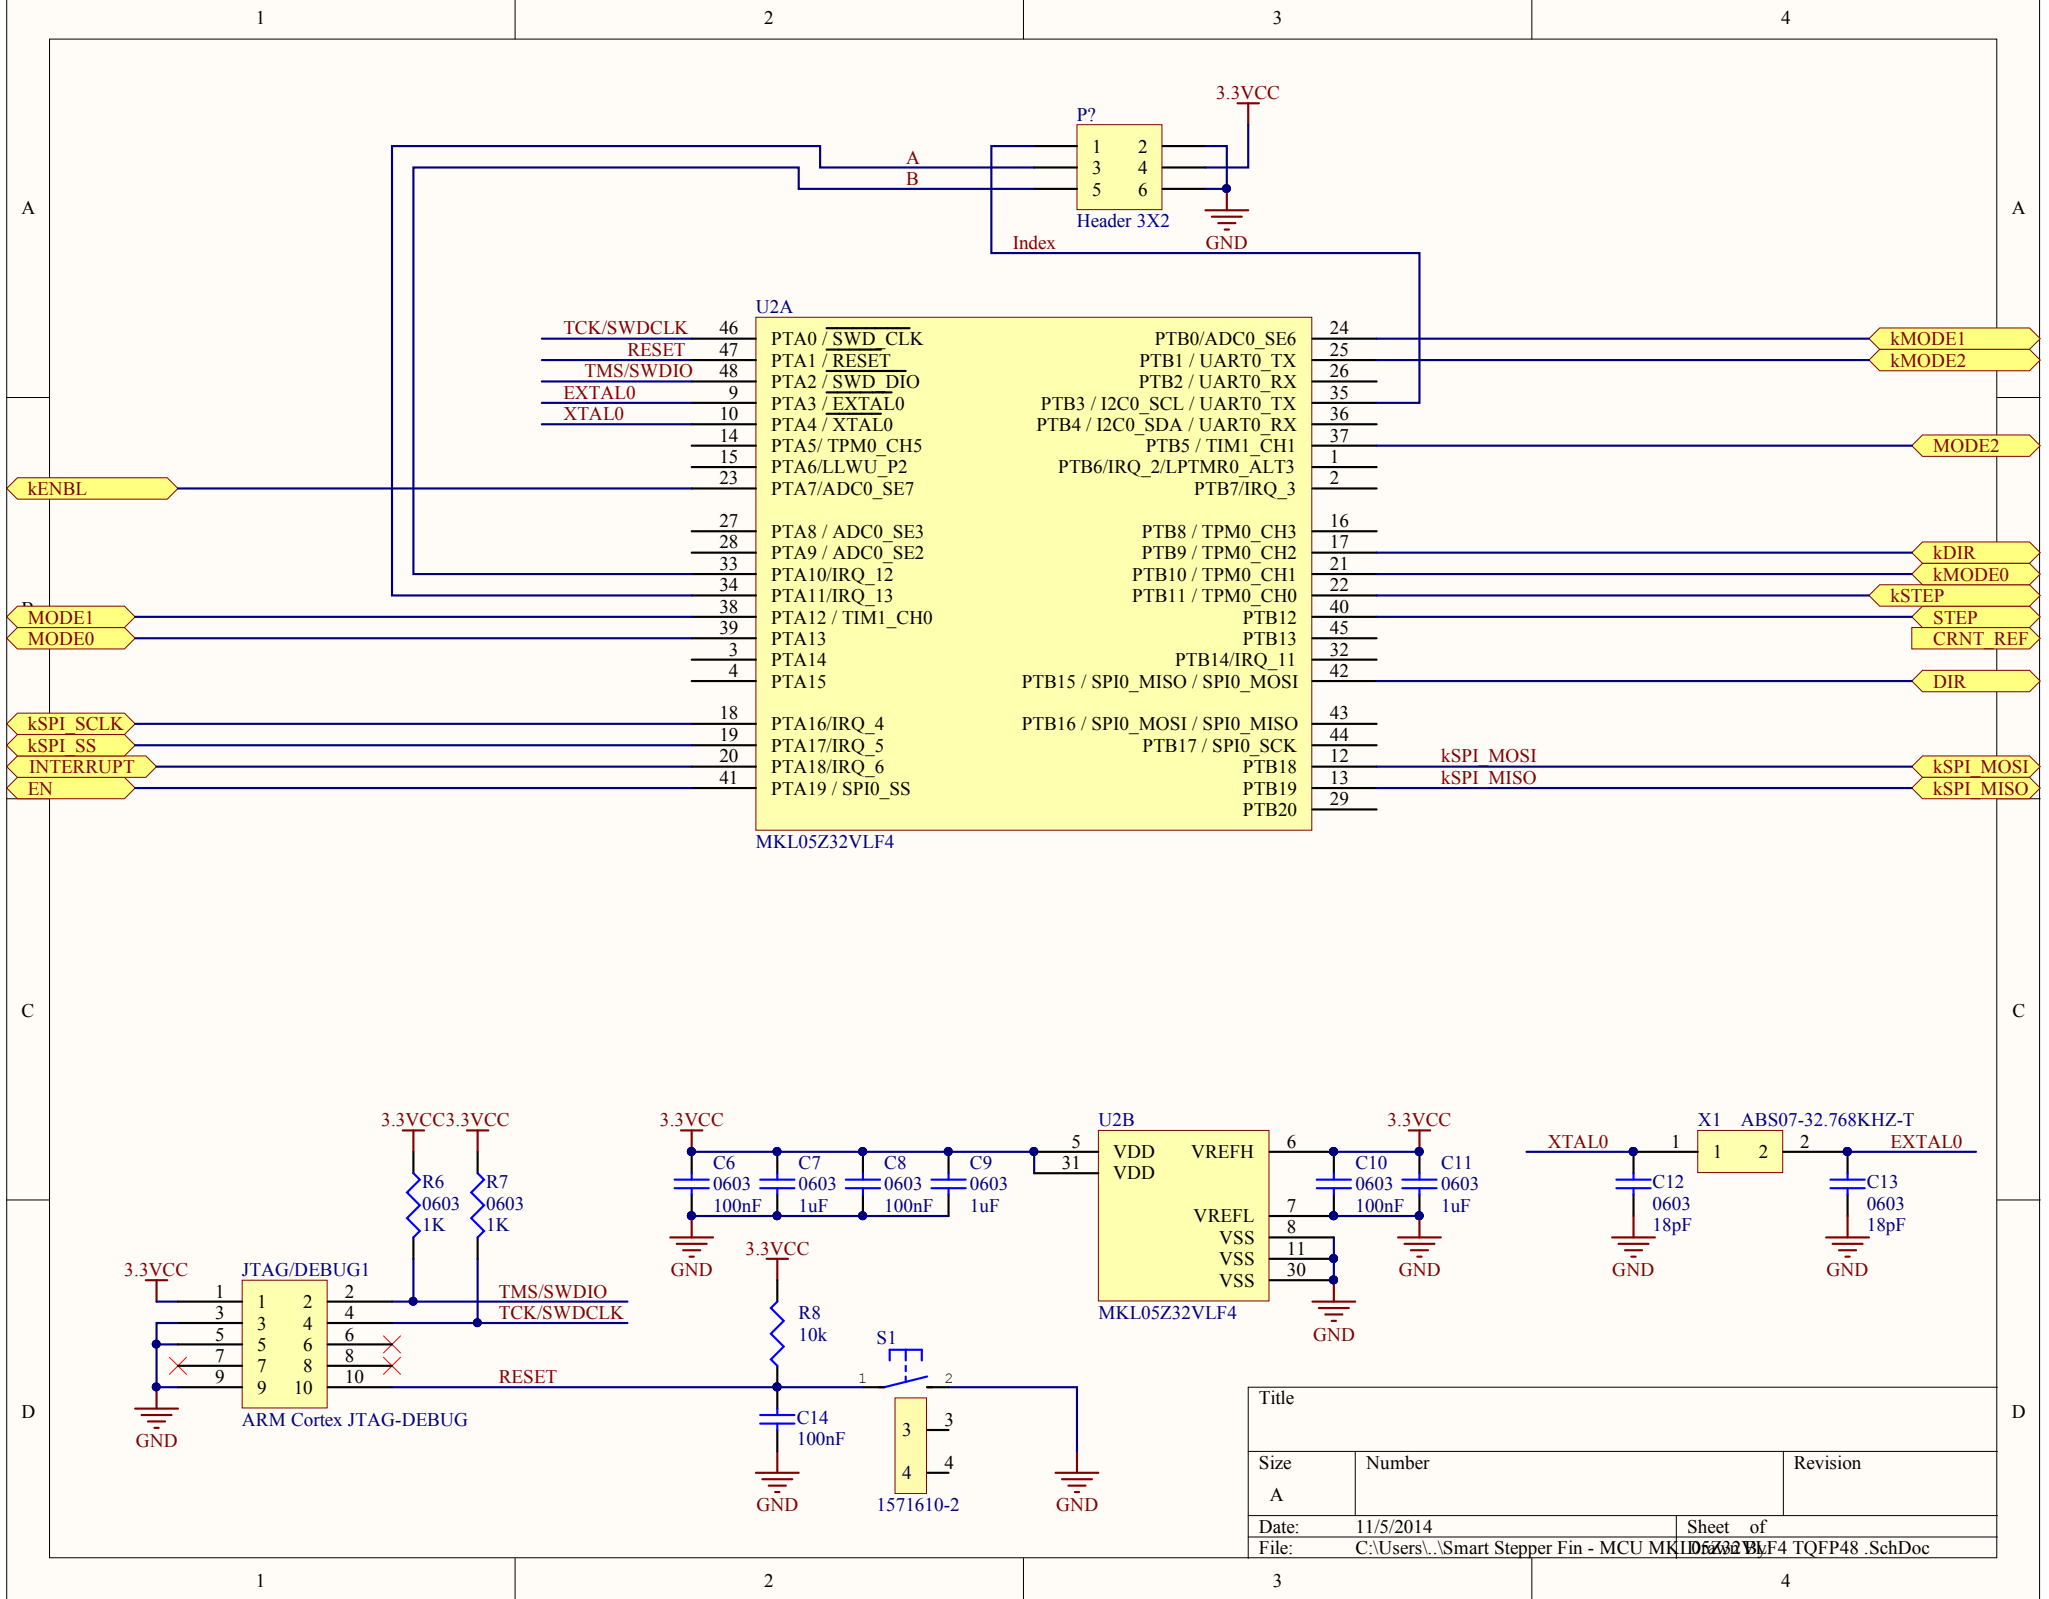 1 2 3 4
3.3VCC
P?
1 2
A 3 4
B 5 6
A A
Header 3X2
Index GND
U2A
TCK/SWDCLK 46 PTA0 / SWD_CLK PTB0/ADC0_SE6 24 kMODE1
RESET 47 PTA1 / RESET PTB1 / UART0_TX 25 kMODE2
TMS/SWDIO 48 PTA2 / SWD_DIO PTB2 / UART0_RX 26
EXTAL0 9 PTA3 / EXTAL0 PTB3 / I2C0_SCL / UART0_TX 35
XTAL0 10 PTA4 / XTAL0 PTB4 / I2C0_SDA / UART0_RX 36
14 PTA5/ TPM0_CH5 PTB5 / TIM1_CH1 37 MODE2
15 PTA6/LLWU_P2 PTB6/IRQ_2/LPTMR0_ALT3 1
kENBL 23 PTA7/ADC0_SE7 PTB7/IRQ_3 2
27 PTA8 / ADC0_SE3 PTB8 / TPM0_CH3 16
28 PTA9 / ADC0_SE2 PTB9 / TPM0_CH2 17 kDIR
33 PTA10/IRQ_12 PTB10 / TPM0_CH1 21 kMODE0
34 PTA11/IRQ_13 PTB11 / TPM0_CH0 22 kSTEP
MODE1 38 PTA12 / TIM1_CH0 PTB12 40 STEP
MODE0 39 PTA13 PTB13 45 CRNT_REF
3 PTA14 PTB14/IRQ_11 32
4 PTA15 PTB15 / SPI0_MISO / SPI0_MOSI 42 DIR
kSPI_SCLK 18 PTA16/IRQ_4 PTB16 / SPI0_MOSI / SPI0_MISO 43
kSPI_SS 19 PTA17/IRQ_5 PTB17 / SPI0_SCK 44
INTERRUPT 20 PTA18/IRQ_6 PTB18 12 kSPI_MOSI kSPI_MOSI
EN 41 PTA19 / SPI0_SS PTB19 13 kSPI_MISO kSPI_MISO
PTB20 29
MKL05Z32VLF4
C C
3.3VCC 3.3VCC 3.3VCC U2B 3.3VCC X1 ABS07-32.768KHZ-T
5 VDD VREFH 6 XTAL0 1 1 2 2 EXTAL0
31 VDD
C6 C7 C8 C9 C10 C11 C12 C13
R6 R7 0603 0603 0603 0603 0603 0603 0603 0603
0603 0603 100nF 1uF 100nF 1uF 100nF 1uF 18pF 18pF
1K 1K VREFL 7
VSS 8
VSS 11
VSS 30
GND GND GND GND
3.3VCC JTAG/DEBUG1 3.3VCC
1 1 2 2 TMS/SWDIO
3 3 4 4 TCK/SWDCLK
5 5 6 6
7 7 8 8
9 9 10 10 RESET
MKL05Z32VLF4
R8
10k
GND
S1
1 2
D D
ARM Cortex JTAG-DEBUG
GND
C14
100nF
3 3
4 4
GND 1571610-2 GND
Title
Size Number Revision
A
Date: 11/5/2014 Sheet of
File: C:\Users\..\Smart Stepper Fin - MCU MKL05Z32VLF4 TQFP48 .SchDoc
Drawn By:
1 2 3 4